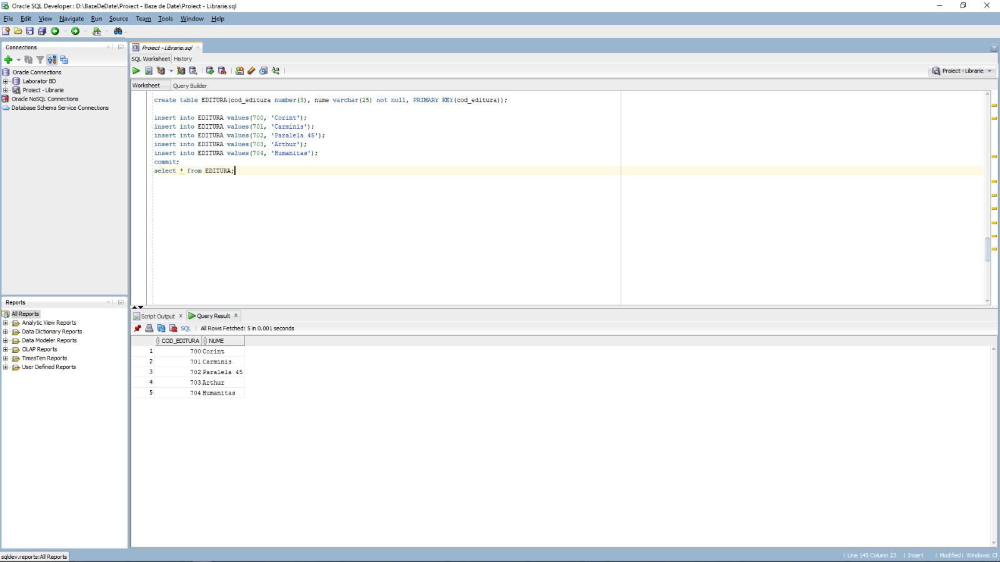 Oracle SQL Developer : D:\BazeDeDate\Proiect - Baze de Date\Proiect - Librarie.sql
File Edit View Navigate Run Source Team Tools Window Help
Connections
Oracle Connections
Laborator BD
Proiect - Librarie
Oracle NoSQL Connections
Database Schema Service Connections
Reports
All Reports
Analytic View Reports
Data Dictionary Reports
Data Modeler Reports
OLAP Reports
TimesTen Reports
User Defined Reports
Proiect - Librarie.sql
SQL Worksheet History
Proiect - Librarie
Worksheet Query Builder
create table EDITURA(cod_editura number(3), nume varchar(25) not null, PRIMARY KEY(cod_editura));
insert into EDITURA values(700, 'Corint');
insert into EDITURA values(701, 'Carminis');
insert into EDITURA values(702, 'Paralela 45');
insert into EDITURA values(703, 'Arthur');
insert into EDITURA values(704, 'Humanitas');
commit;
select * from EDITURA;
Script Output Query Result
SQL All Rows Fetched: 5 in 0.001 seconds
COD_EDITURA NUME
1 700 Corint
2 701 Carminis
3 702 Paralela 45
4 703 Arthur
5 704 Humanitas
sqldev.reports:All Reports
Line 145 Column 23 Insert Modified Windows: CF